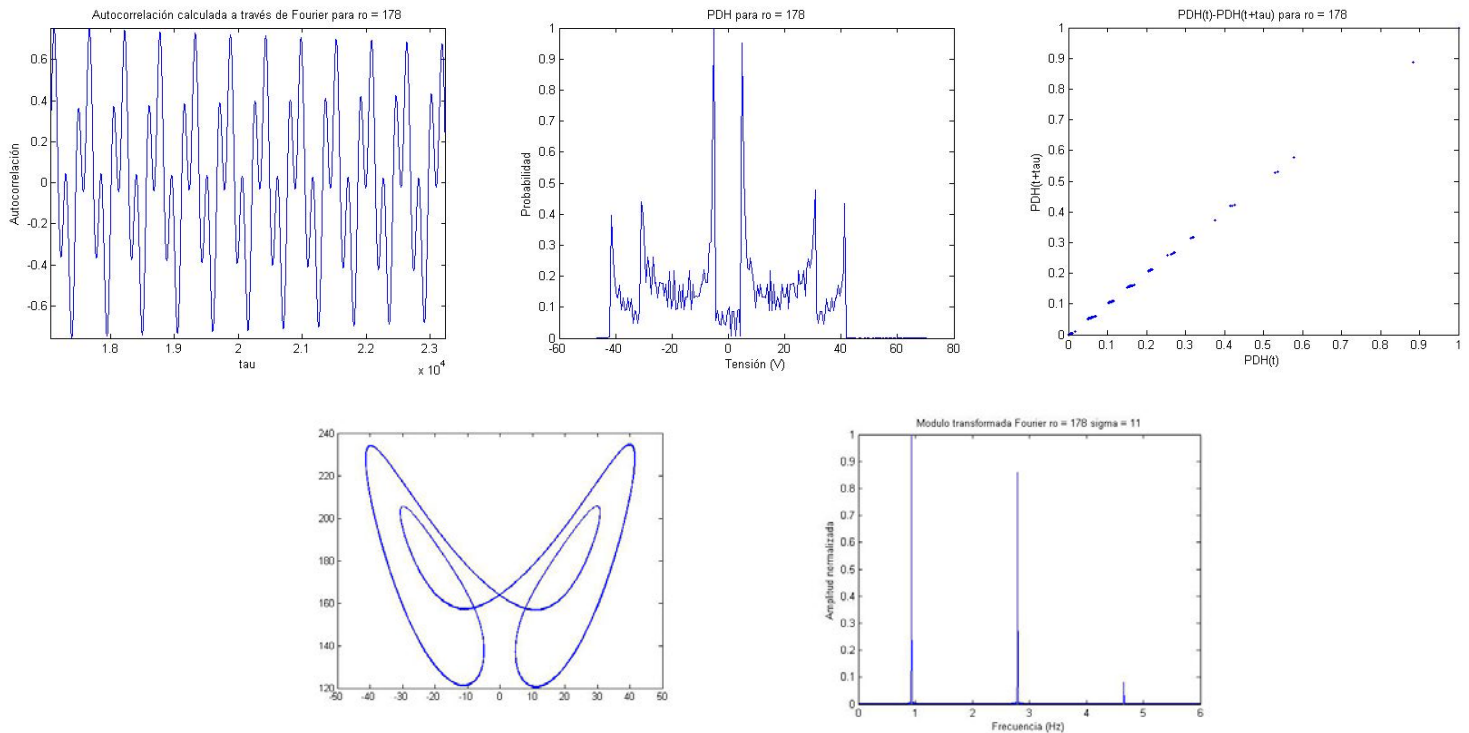 Autocorrelación calculada a través de Fourier para ro = 178
0.6
0.4
0.2
0
-0.2
-0.4
-0.6
Autocorrelación
1.8 1.9 2 2.1 2.2 2.3
tau
x 10^4
PDH para ro = 178
1
0.9
0.8
0.7
0.6
0.5
0.4
0.3
0.2
0.1
0
Probabilidad
-60 -40 -20 0 20 40 60 80
Tensión (V)
PDH(t)-PDH(t+tau) para ro = 178
1
0.9
0.8
0.7
0.6
0.5
0.4
0.3
0.2
0.1
0
PDH(t+tau)
0 0.1 0.2 0.3 0.4 0.5 0.6 0.7 0.8 0.9 1
PDH(t)
240
220
200
180
160
140
120
-50 -40 -30 -20 -10 0 10 20 30 40 50
Modulo transformada Fourier ro = 178 sigma = 11
1
0.9
0.8
0.7
0.6
0.5
0.4
0.3
0.2
0.1
0
Amplitud normalizada
0 1 2 3 4 5 6
Frecuencia (Hz)